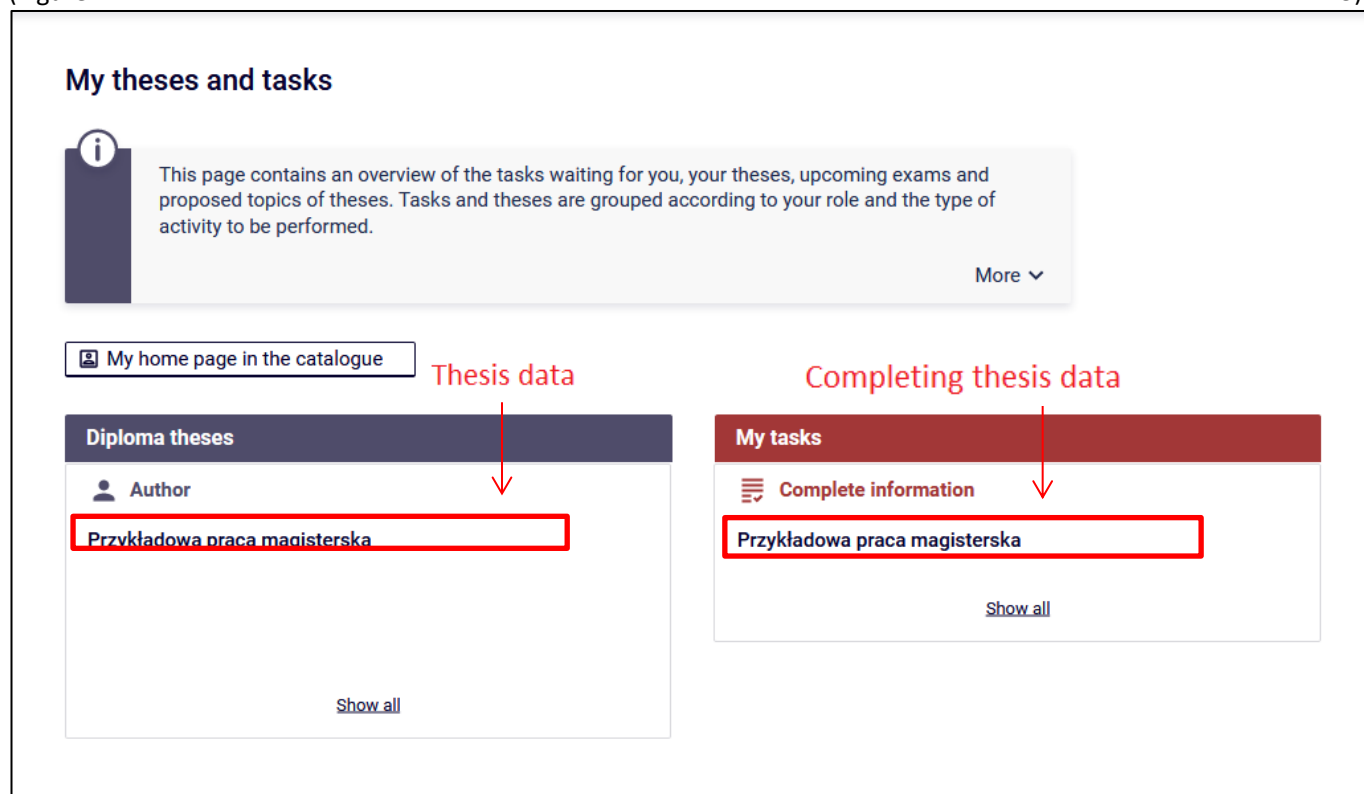 My theses and tasks
This page contains an overview of the tasks waiting for you, your theses, upcoming exams and
proposed topics of theses. Tasks and theses are grouped according to your role and the type of
activity to be performed.
More
My home page in the catalogue
Thesis data
Completing thesis data
Diploma theses
My tasks
Author
Complete information
Przykładowa praca magisterska
Przykładowa praca magisterska
Show all
Show all